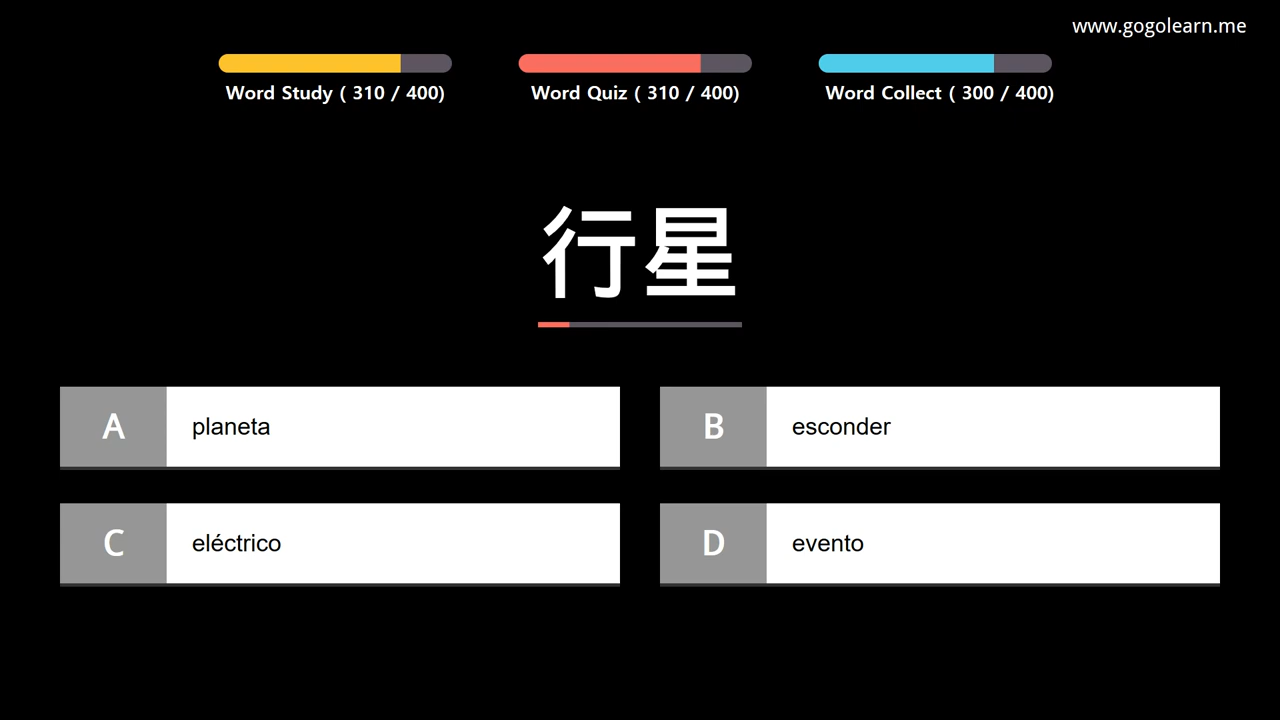 www.gogolearn.me
Word Study ( 310 / 400)
Word Quiz ( 310 / 400)
Word Collect ( 300 / 400)
行星
A planeta
B esconder
C eléctrico
D evento